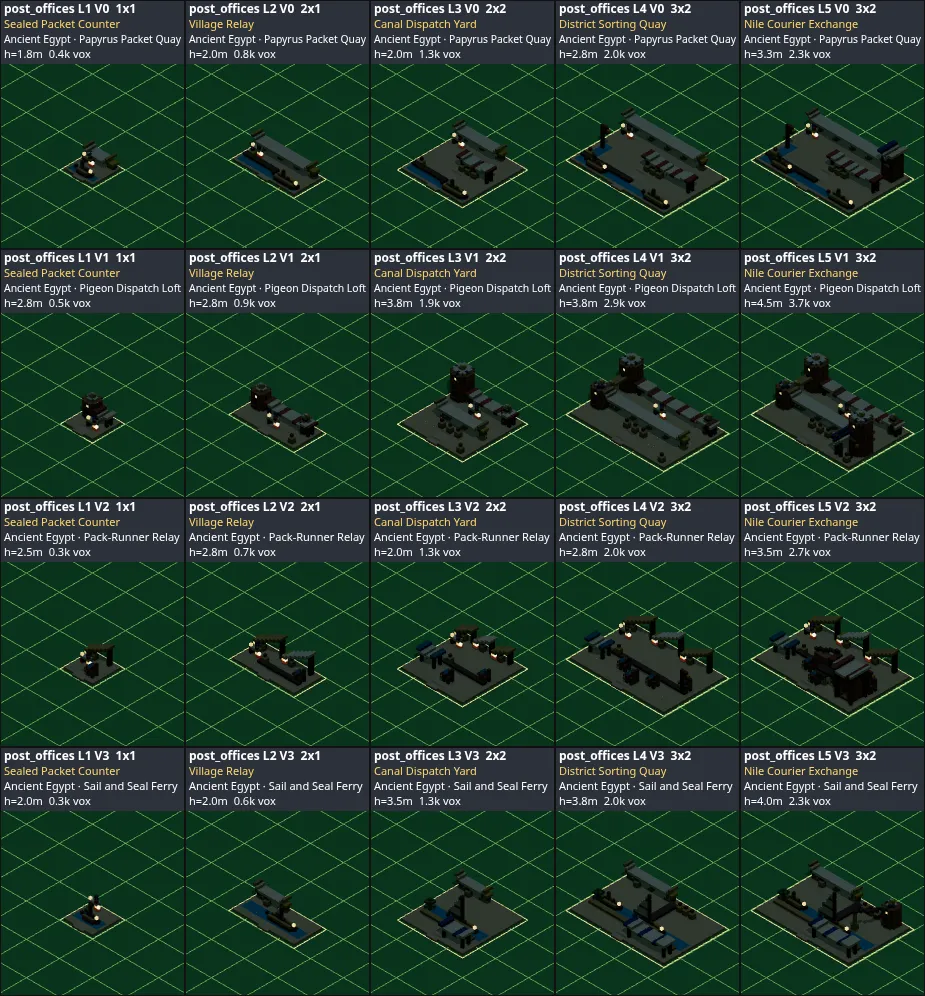 post_offices L1 V0 1x1
Sealed Packet Counter
Ancient Egypt · Papyrus Packet Quay
h=1.8m 0.4k vox
post_offices L2 V0 2x1
Village Relay
Ancient Egypt · Papyrus Packet Quay
h=2.0m 0.8k vox
post_offices L3 V0 2x2
Canal Dispatch Yard
Ancient Egypt · Papyrus Packet Quay
h=2.0m 1.3k vox
post_offices L4 V0 3x2
District Sorting Quay
Ancient Egypt · Papyrus Packet Quay
h=2.8m 2.0k vox
post_offices L5 V0 3x2
Nile Courier Exchange
Ancient Egypt · Papyrus Packet Quay
h=3.3m 2.3k vox
post_offices L1 V1 1x1
Sealed Packet Counter
Ancient Egypt · Pigeon Dispatch Loft
h=2.8m 0.5k vox
post_offices L2 V1 2x1
Village Relay
Ancient Egypt · Pigeon Dispatch Loft
h=2.8m 0.9k vox
post_offices L3 V1 2x2
Canal Dispatch Yard
Ancient Egypt · Pigeon Dispatch Loft
h=3.8m 1.9k vox
post_offices L4 V1 3x2
District Sorting Quay
Ancient Egypt · Pigeon Dispatch Loft
h=3.8m 2.9k vox
post_offices L5 V1 3x2
Nile Courier Exchange
Ancient Egypt · Pigeon Dispatch Loft
h=4.5m 3.7k vox
post_offices L1 V2 1x1
Sealed Packet Counter
Ancient Egypt · Pack-Runner Relay
h=2.5m 0.3k vox
post_offices L2 V2 2x1
Village Relay
Ancient Egypt · Pack-Runner Relay
h=2.8m 0.7k vox
post_offices L3 V2 2x2
Canal Dispatch Yard
Ancient Egypt · Pack-Runner Relay
h=2.0m 1.3k vox
post_offices L4 V2 3x2
District Sorting Quay
Ancient Egypt · Pack-Runner Relay
h=2.8m 2.0k vox
post_offices L5 V2 3x2
Nile Courier Exchange
Ancient Egypt · Pack-Runner Relay
h=3.5m 2.7k vox
post_offices L1 V3 1x1
Sealed Packet Counter
Ancient Egypt · Sail and Seal Ferry
h=2.0m 0.3k vox
post_offices L2 V3 2x1
Village Relay
Ancient Egypt · Sail and Seal Ferry
h=2.0m 0.6k vox
post_offices L3 V3 2x2
Canal Dispatch Yard
Ancient Egypt · Sail and Seal Ferry
h=3.5m 1.3k vox
post_offices L4 V3 3x2
District Sorting Quay
Ancient Egypt · Sail and Seal Ferry
h=3.8m 2.0k vox
post_offices L5 V3 3x2
Nile Courier Exchange
Ancient Egypt · Sail and Seal Ferry
h=4.0m 2.3k vox